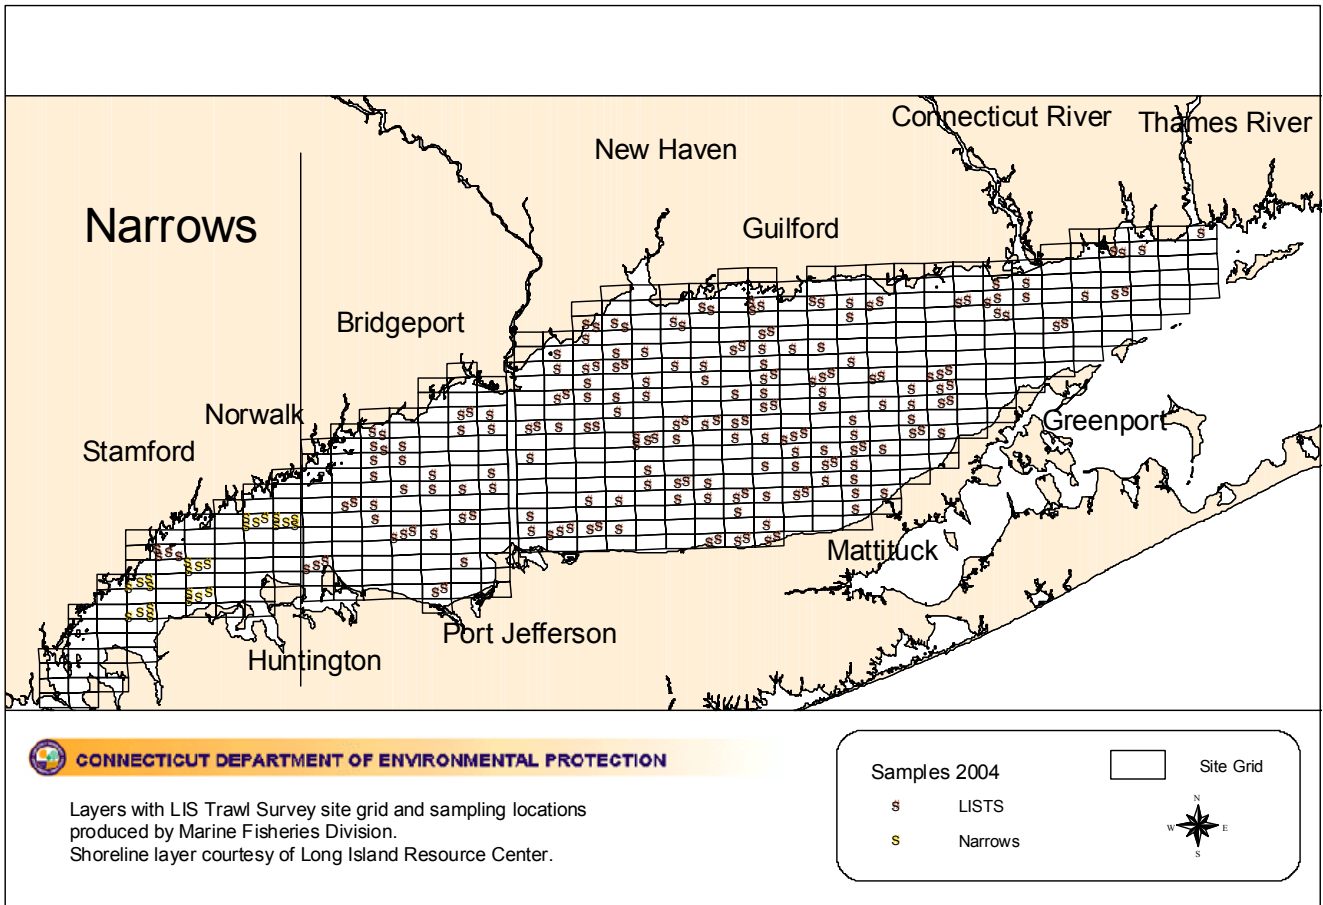 Connecticut River
Thames River
New Haven
Narrows
Guilford
Bridgeport
Norwalk
Greenport
Stamford
Mattituck
Port Jefferson
Huntington
CONNECTICUT DEPARTMENT OF ENVIRONMENTAL PROTECTION
Layers with LIS Trawl Survey site grid and sampling locations
produced by Marine Fisheries Division.
Shoreline layer courtesy of Long Island Resource Center.
Samples 2004
S LISTS
S Narrows
Site Grid
N
W E
S